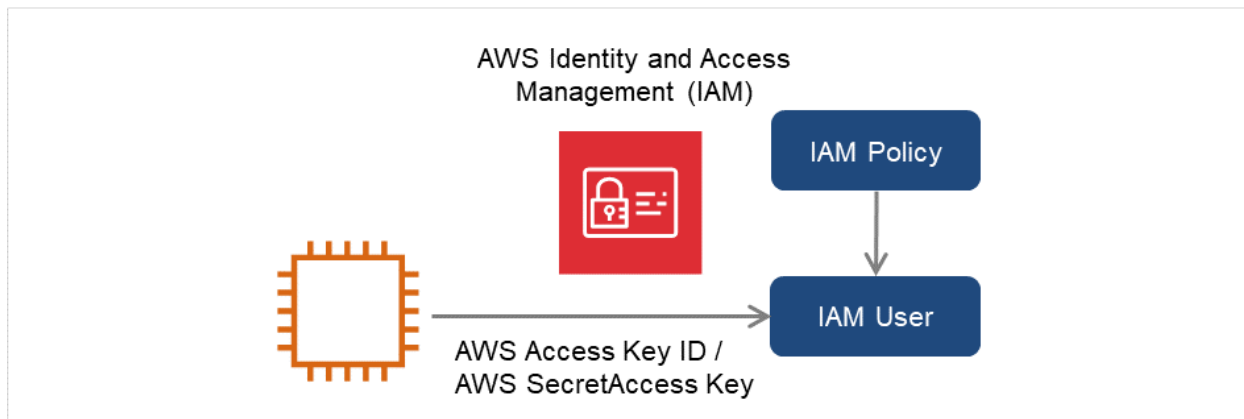 AWS Identity and Access
Management (IAM)
IAM Policy
IAM User
AWS Access Key ID /
AWS SecretAccess Key